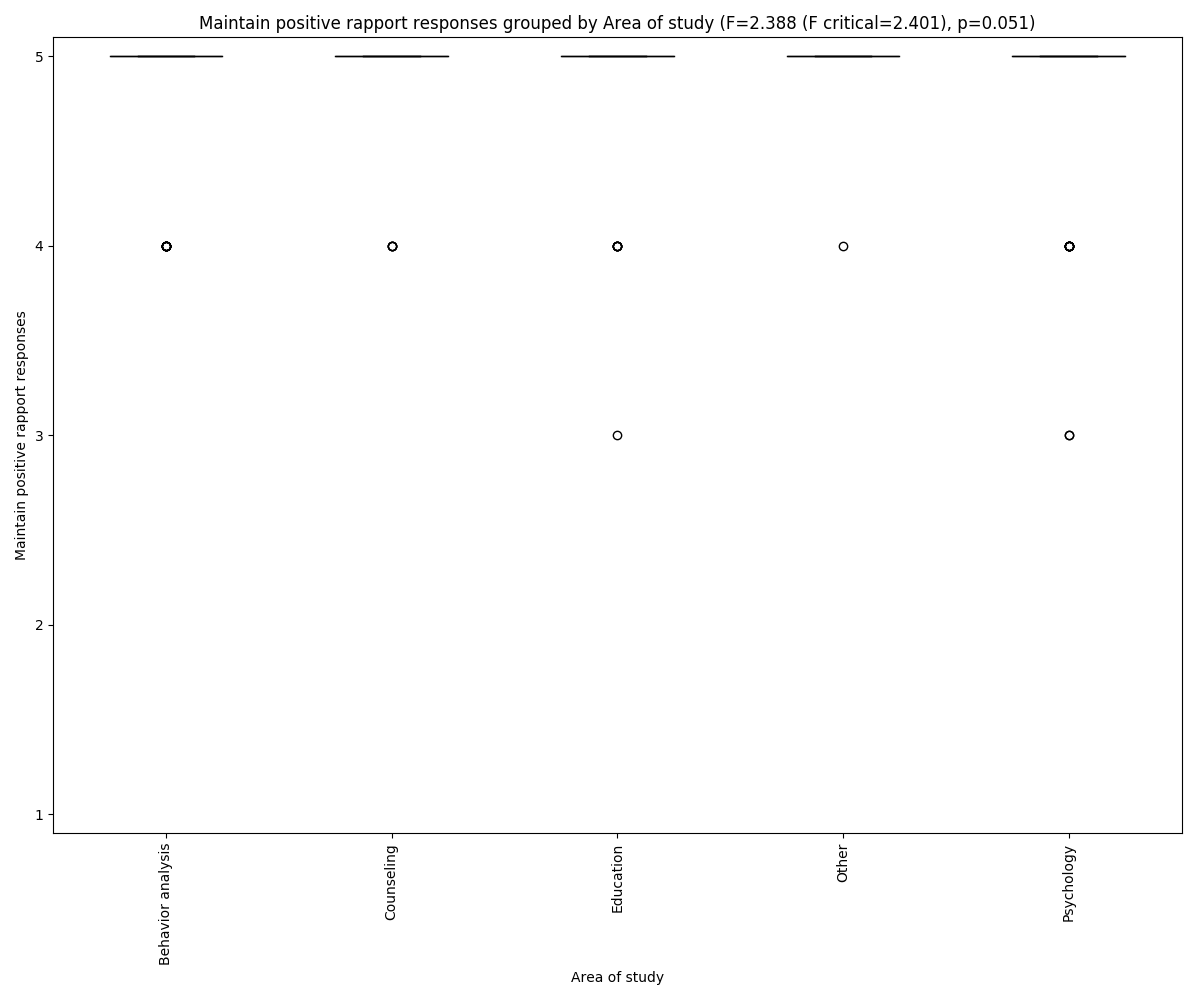 Maintain positive rapport responses grouped by Area of study (F=2.388 (F critical=2.401), p=0.051)
Maintain positive rapport responses
5
4
3
2
1
Behavior analysis
Counseling
Education
Other
Psychology
Area of study